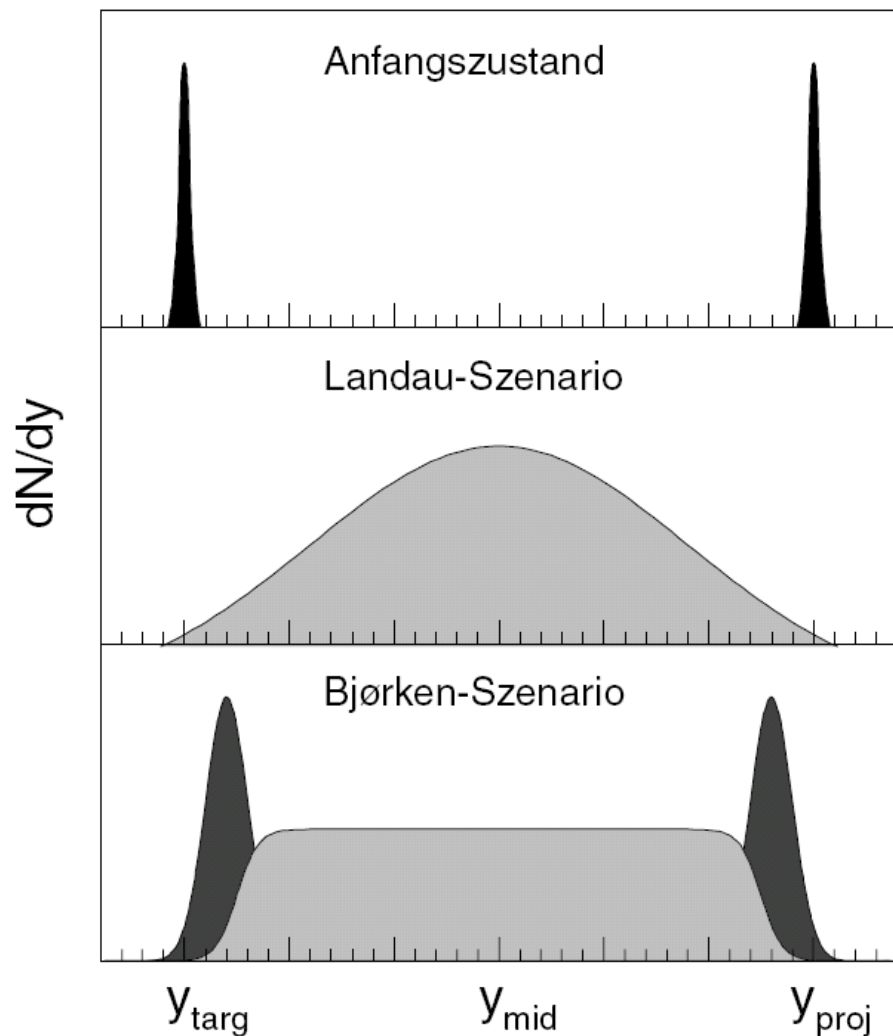 Anfangszustand
Landau-Szenario
dN/dy
Bjørken-Szenario
y_targ y_mid y_proj